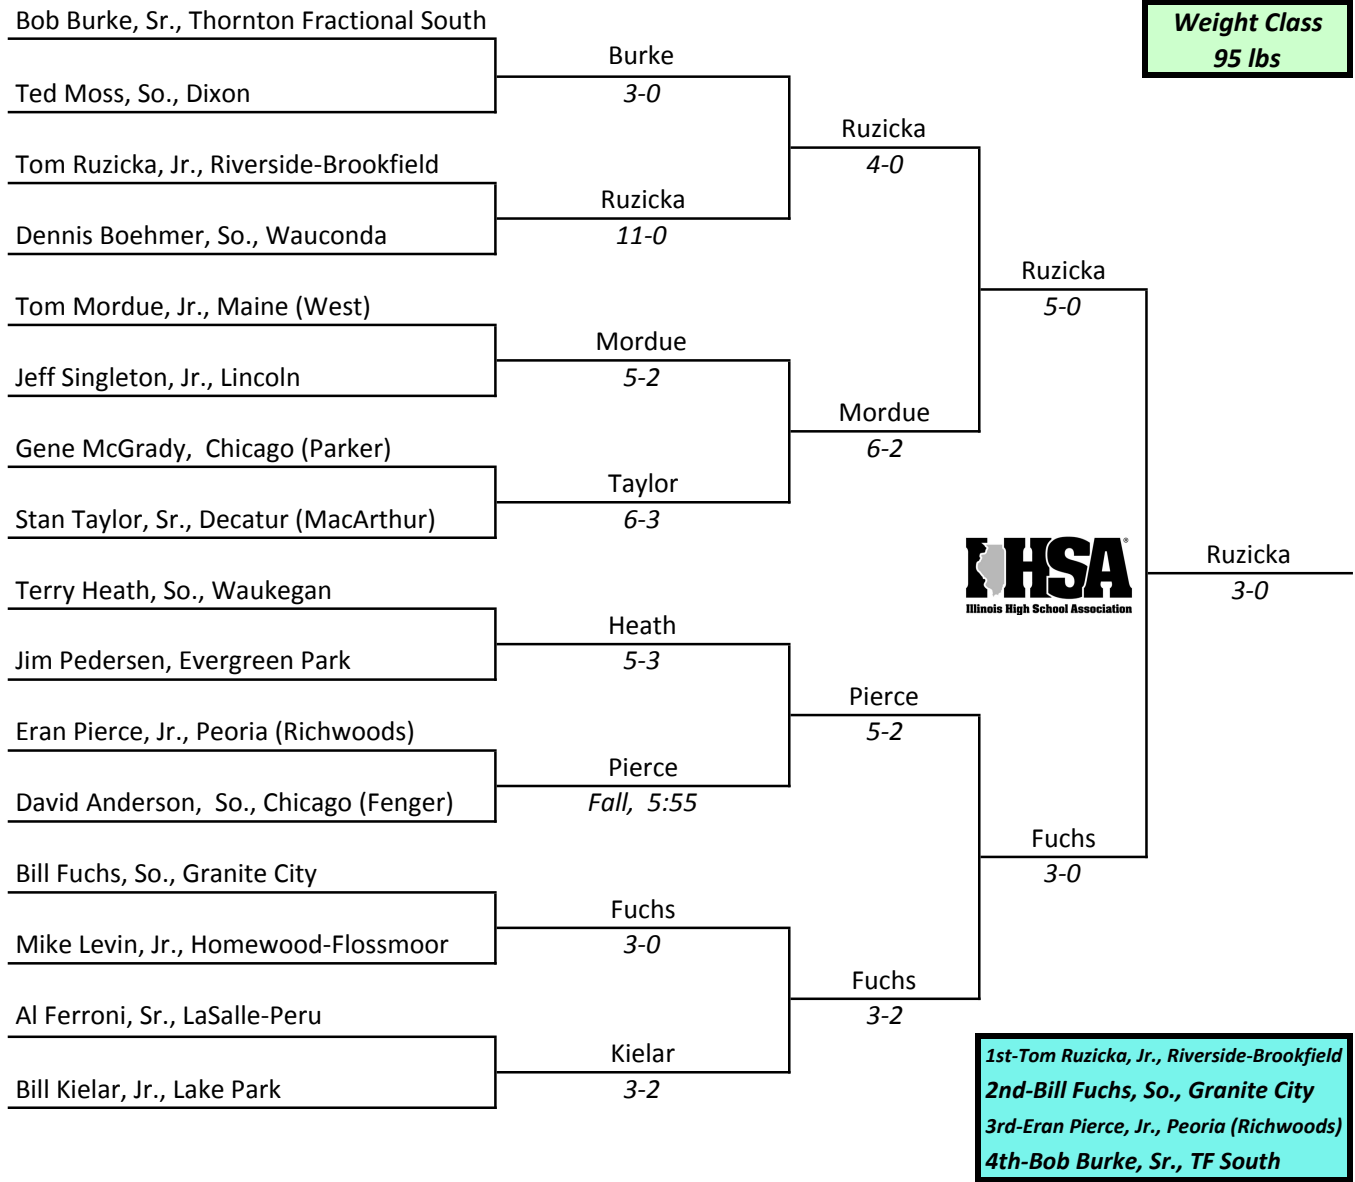 Bob Burke, Sr., Thornton Fractional South
Weight Class
95 lbs
Burke
3-0
Ted Moss, So., Dixon
Ruzicka
4-0
Tom Ruzicka, Jr., Riverside-Brookfield
Ruzicka
11-0
Dennis Boehmer, So., Wauconda
Ruzicka
5-0
Tom Mordue, Jr., Maine (West)
Mordue
5-2
Jeff Singleton, Jr., Lincoln
Mordue
6-2
Gene McGrady,  Chicago (Parker)
Taylor
6-3
Stan Taylor, Sr., Decatur (MacArthur)
IHSA®
Illinois High School Association
Ruzicka
3-0
Terry Heath, So., Waukegan
Heath
5-3
Jim Pedersen, Evergreen Park
Pierce
5-2
Eran Pierce, Jr., Peoria (Richwoods)
Pierce
Fall,  5:55
David Anderson,  So., Chicago (Fenger)
Fuchs
3-0
Bill Fuchs, So., Granite City
Fuchs
3-0
Mike Levin, Jr., Homewood-Flossmoor
Fuchs
3-2
Al Ferroni, Sr., LaSalle-Peru
Kielar
3-2
Bill Kielar, Jr., Lake Park
1st-Tom Ruzicka, Jr., Riverside-Brookfield
2nd-Bill Fuchs, So., Granite City
3rd-Eran Pierce, Jr., Peoria (Richwoods)
4th-Bob Burke, Sr., TF South